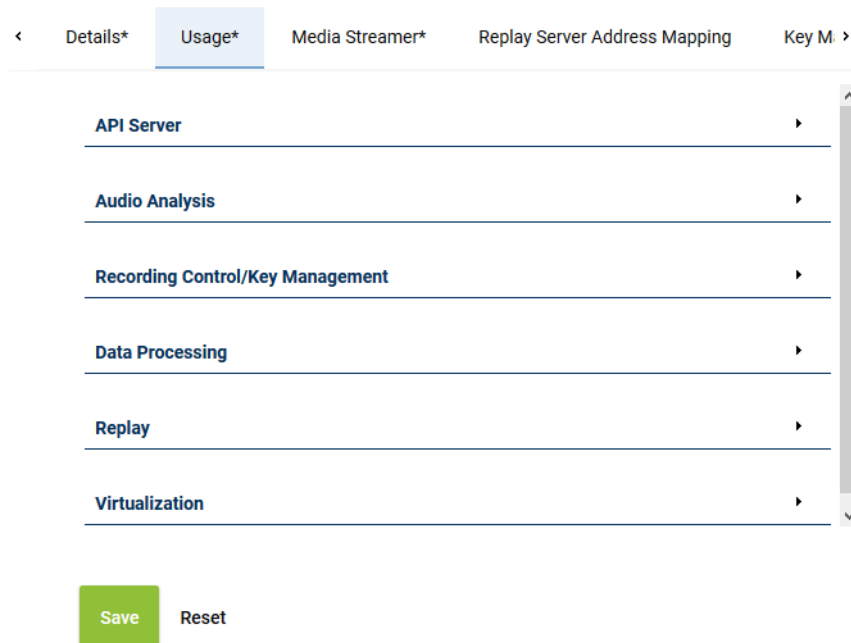 Details* Usage* Media Streamer* Replay Server Address Mapping Key
API Server
Audio Analysis
Recording Control/Key Management
Data Processing
Replay
Virtualization
Save Reset